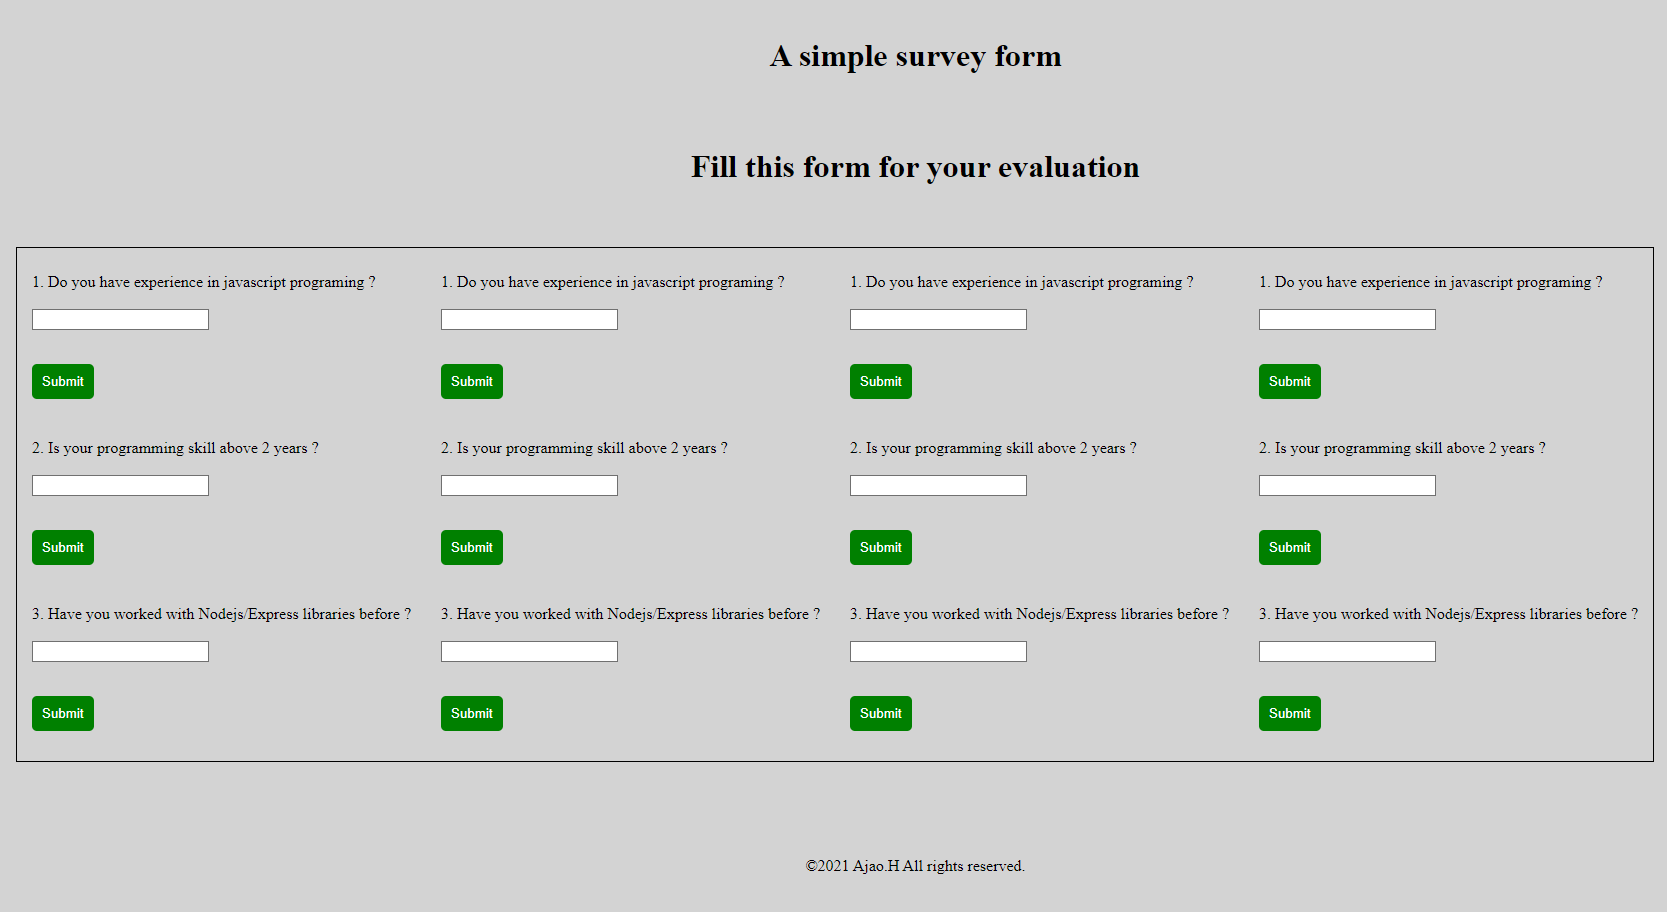 A simple survey form
Fill this form for your evaluation
1. Do you have experience in javascript programing ?
Submit
2. Is your programming skill above 2 years ?
Submit
3. Have you worked with Nodejs/Express libraries before ?
Submit
1. Do you have experience in javascript programing ?
Submit
2. Is your programming skill above 2 years ?
Submit
3. Have you worked with Nodejs/Express libraries before ?
Submit
1. Do you have experience in javascript programing ?
Submit
2. Is your programming skill above 2 years ?
Submit
3. Have you worked with Nodejs/Express libraries before ?
Submit
1. Do you have experience in javascript programing ?
Submit
2. Is your programming skill above 2 years ?
Submit
3. Have you worked with Nodejs/Express libraries before ?
Submit
©2021 Ajao.H All rights reserved.